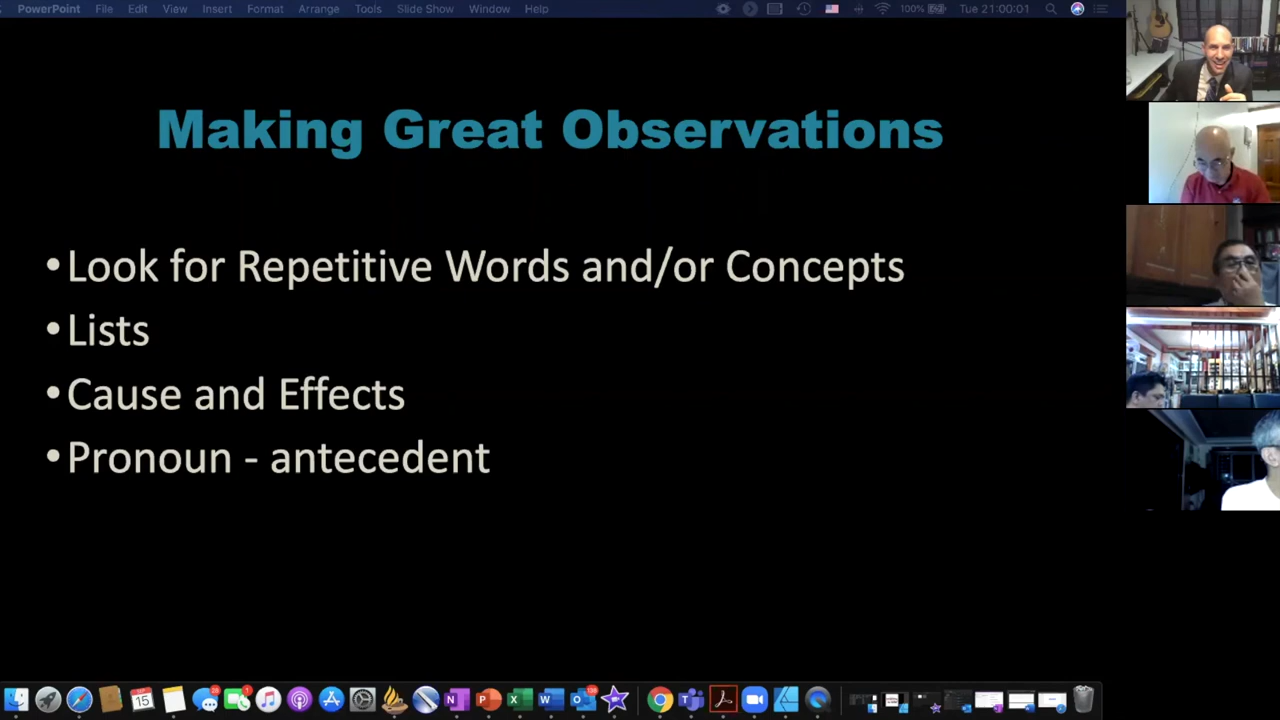 PowerPoint File Edit View Insert Format Arrange Tools Slide Show Window Help 100% Tue 21:00:01
Making Great Observations
•Look for Repetitive Words and/or Concepts
•Lists
•Cause and Effects
•Pronoun - antecedent
15